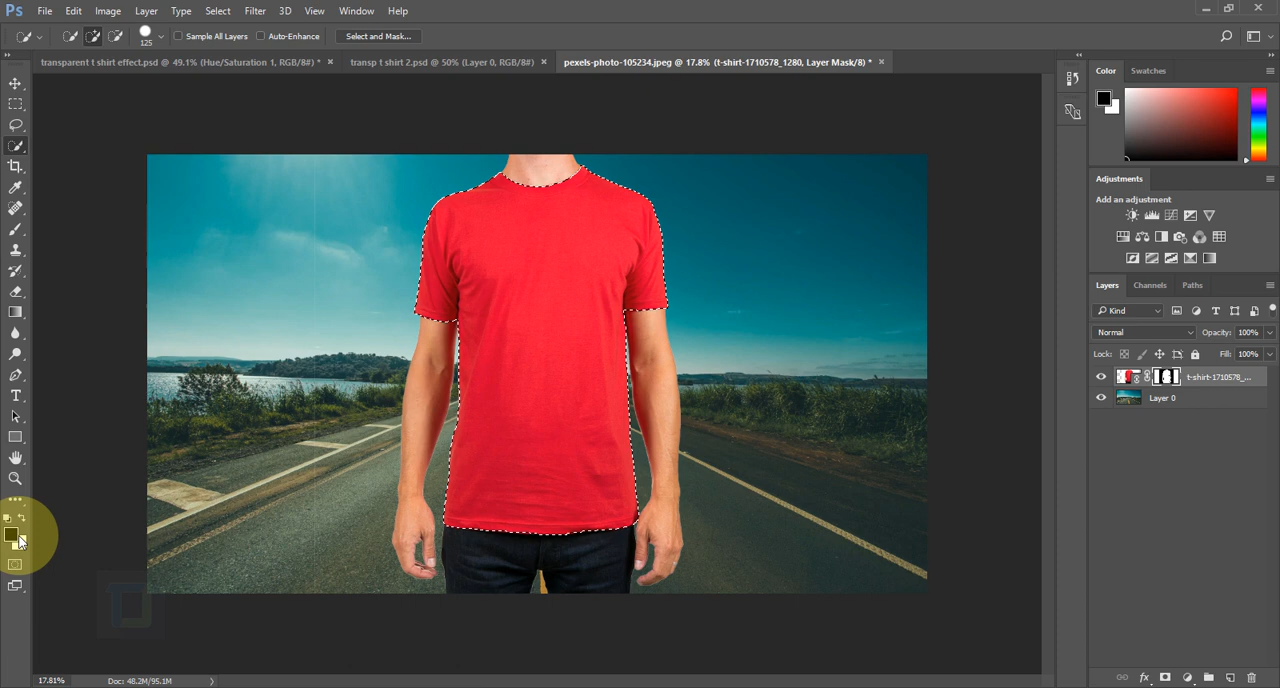 Ps File Edit Image Layer Type Select Filter 3D View Window Help
125 Sample All Layers Auto-Enhance Select and Mask...
transparent t shirt effect.psd @ 49.1% (Hue/Saturation 1, RGB/8#) * × transp t shirt 2.psd @ 50% (Layer 0, RGB/8#) × pexels-photo-105234.jpeg @ 17.8% (t-shirt-1710578_1280, Layer Mask/8) * ×
Color Swatches
Adjustments
Add an adjustment
Layers Channels Paths
Kind
Normal Opacity: 100%
Lock: Fill: 100%
t-shirt-1710578_...
Layer 0
17.81% Doc: 48.2M/95.1M